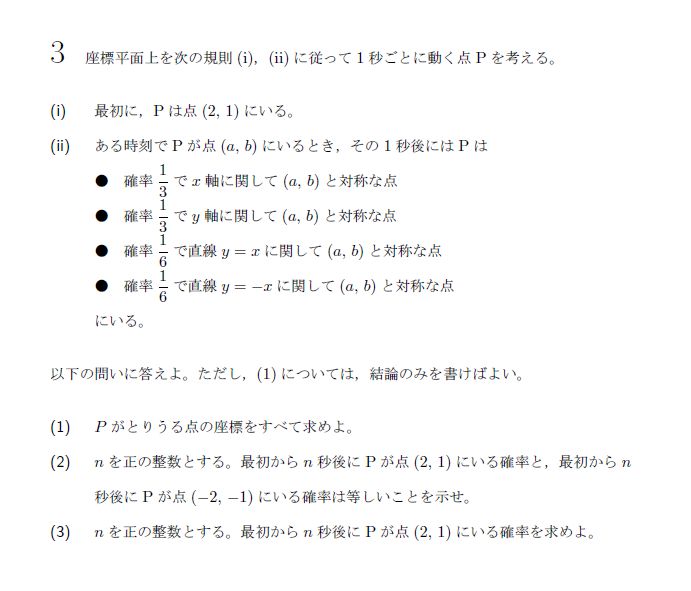 3 座標平面上を次の規則 (i), (ii) に従って 1 秒ごとに動く点 P を考える。
(i) 最初に,P は点 (2, 1) にいる。
(ii) ある時刻で P が点 (a, b) にいるとき,その 1 秒後には P は
● 確率 1/3 で x 軸に関して (a, b) と対称な点
● 確率 1/3 で y 軸に関して (a, b) と対称な点
● 確率 1/6 で直線 y = x に関して (a, b) と対称な点
● 確率 1/6 で直線 y = −x に関して (a, b) と対称な点
にいる。
以下の問いに答えよ。ただし,(1) については,結論のみを書けばよい。
(1) P がとりうる点の座標をすべて求めよ。
(2) n を正の整数とする。最初から n 秒後に P が点 (2, 1) にいる確率と,最初から n
秒後に P が点 (−2, −1) にいる確率は等しいことを示せ。
(3) n を正の整数とする。最初から n 秒後に P が点 (2, 1) にいる確率を求めよ。